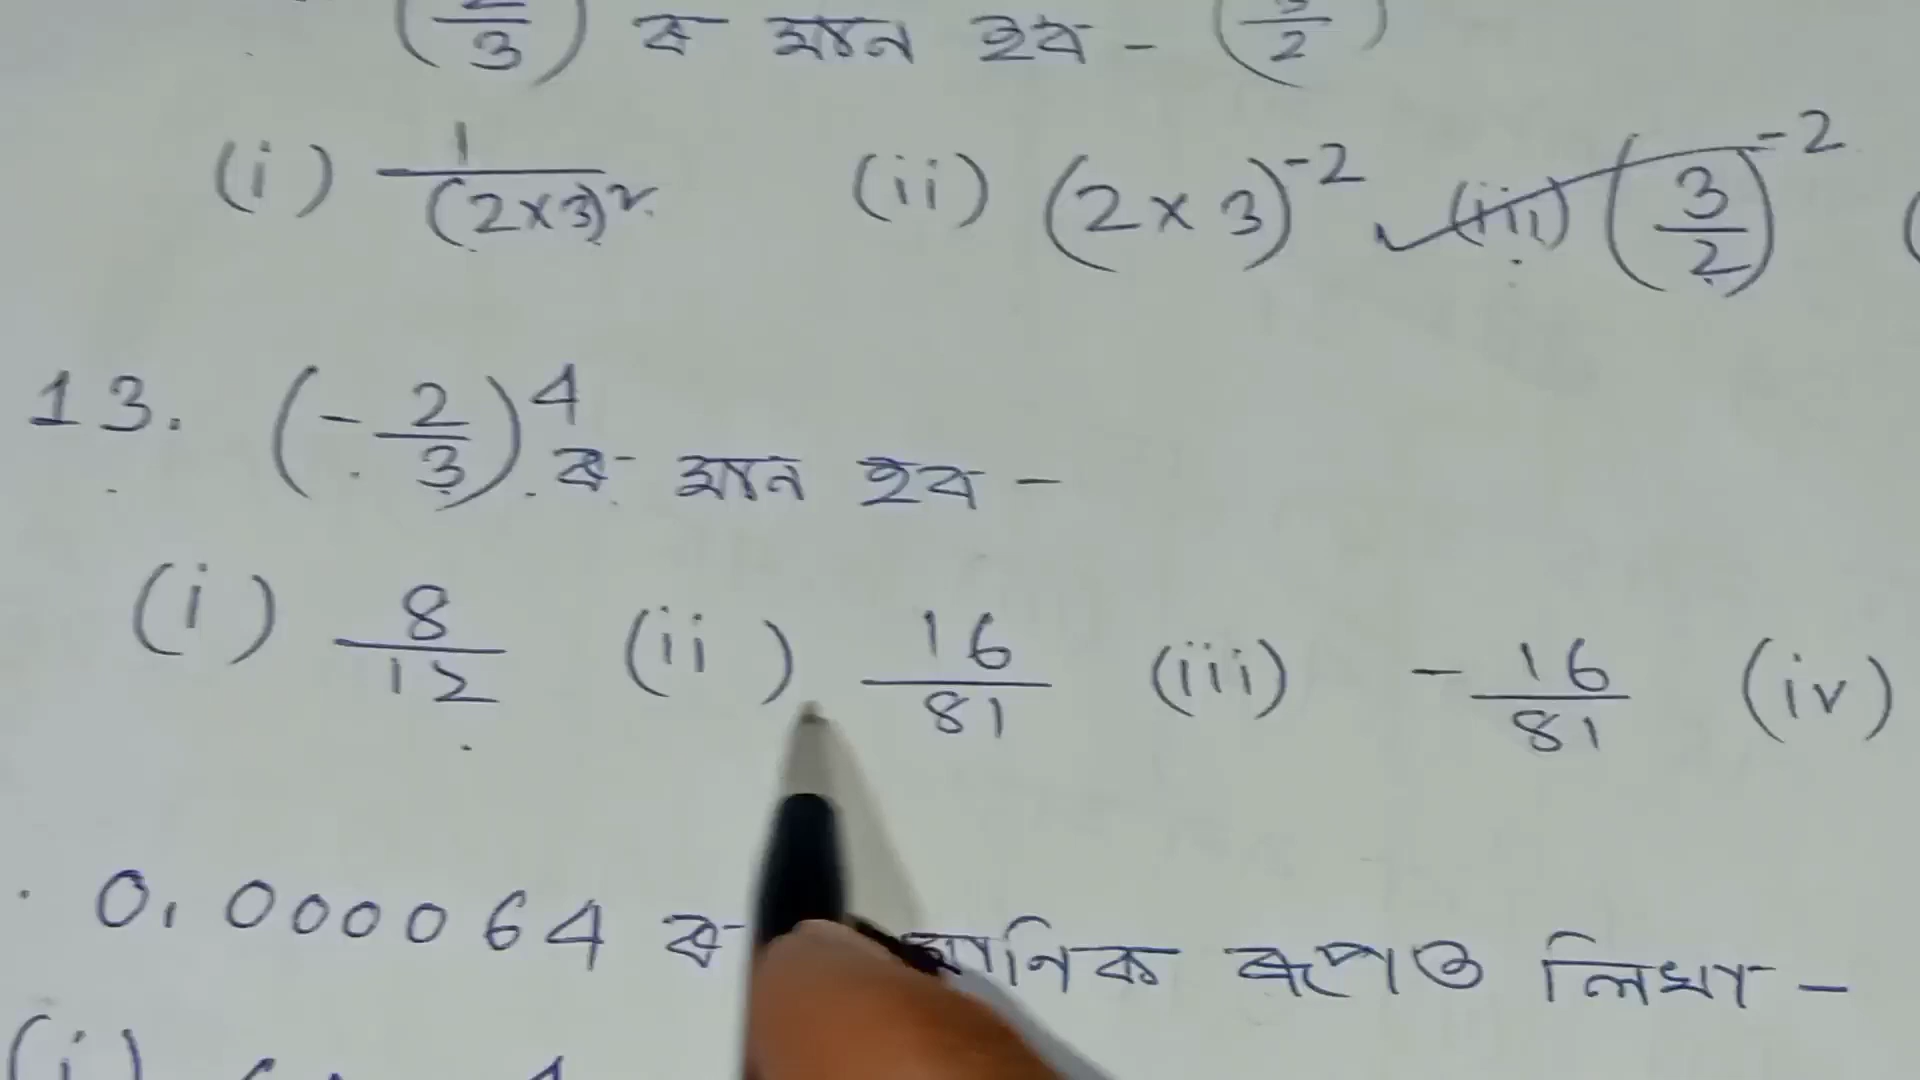 (2/3) ৰ মান হব - (3/2)
(i) 1/(2×3)² (ii) (2×3)⁻² (iii) (3/2)⁻² (
13. (-2/3)⁴ ৰ মান হব -
(i) 8/12 (ii) 16/81 (iii) -16/81 (iv)
0.000064 ৰ মানিক ৰূপত লিখা -
(i)